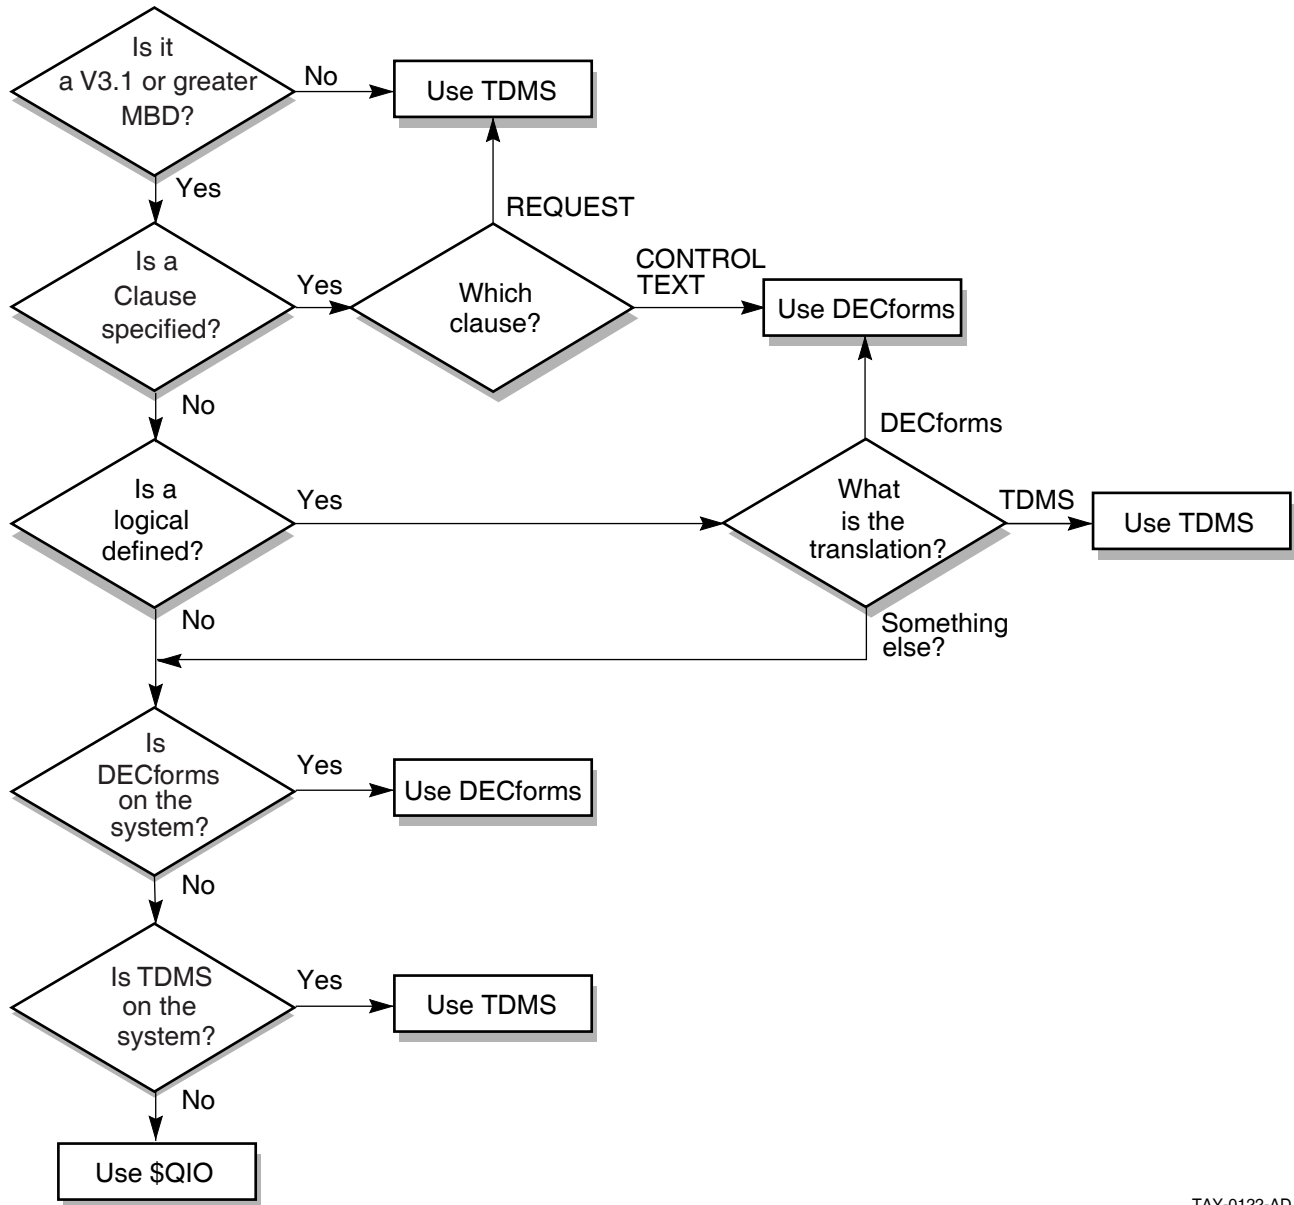 Is it
a V3.1 or greater
MBD?
No
Use TDMS
Yes
REQUEST
Is a
Clause
specified?
Yes
Which
clause?
CONTROL
TEXT
Use DECforms
No
DECforms
Is a
logical
defined?
Yes
What
is the
translation?
TDMS
Use TDMS
No
Something
else?
Is
DECforms
on the
system?
Yes
Use DECforms
No
Is TDMS
on the
system?
Yes
Use TDMS
No
Use $QIO
TAX-0122-AD